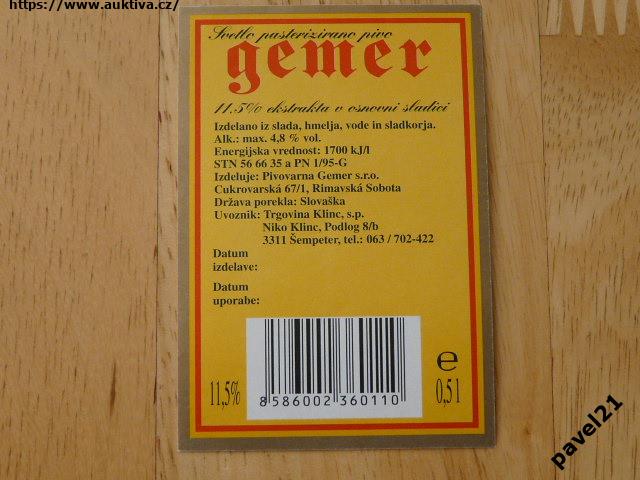 https://www.auktiva.cz/
Svetlo pasterizirano pivo
gemer
11.5% ekstrakta v osnovni sladici
Izdelano iz slada, hmelja, vode in sladkorja.
Alk.: max. 4,8 % vol.
Energijska vrednost: 1700 kJ/l
STN 56 66 35 a PN 1/95-G
Izdeluje: Pivovarna Gemer s.r.o.
Cukrovarská 67/1, Rimavská Sobota
Država porekla: Slovaška
Uvoznik: Trgovina Klinc, s.p.
Niko Klinc, Podlog 8/b
3311 Šempeter, tel.: 063 / 702-422
Datum
izdelave:
Datum
uporabe:
11,5%
8 586002 360110
e
0,5 l
pavel21